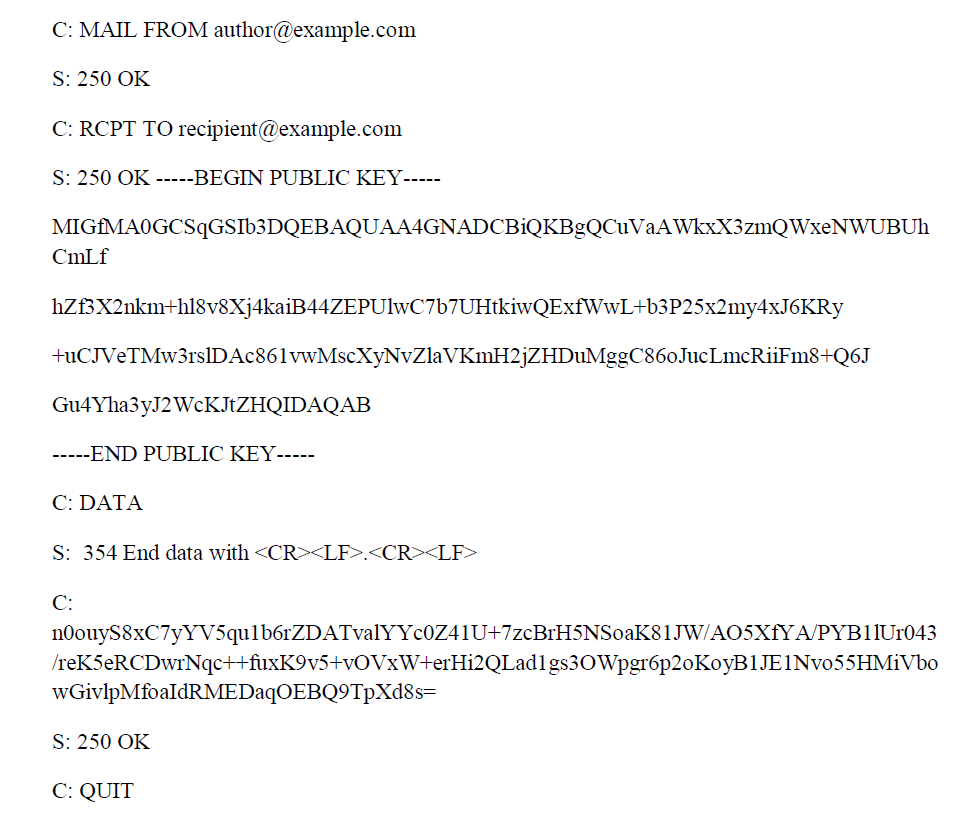 C: MAIL FROM author@example.com
S: 250 OK
C: RCPT TO recipient@example.com
S: 250 OK -----BEGIN PUBLIC KEY-----
MIGfMA0GCSqGSIb3DQEBAQUAA4GNADCBiQKBgQCuVaAWkxX3zmQWxeNWUBUh
CmLf
hZf3X2nkm+hl8v8Xj4kaiB44ZEPUlwC7b7UHtkiwQExfWwL+b3P25x2my4xJ6KRy
+uCJVeTMw3rslDAc861vwMscXyNvZlaVKmH2jZHDuMggC86oJucLmcRiiFm8+Q6J
Gu4Yha3yJ2WcKJtZHQIDAQAB
-----END PUBLIC KEY-----
C: DATA
S:  354 End data with <CR><LF>.<CR><LF>
C:
n0ouyS8xC7yYV5qu1b6rZDATvalYYc0Z41U+7zcBrH5NSoaK81JW/AO5XfYA/PYB1lUr043
/reK5eRCDwrNqc++fuxK9v5+vOVxW+erHi2QLad1gs3OWpgr6p2oKoyB1JE1Nvo55HMiVbo
wGivlpMfoaIdRMEDaqOEBQ9TpXd8s=
S: 250 OK
C: QUIT